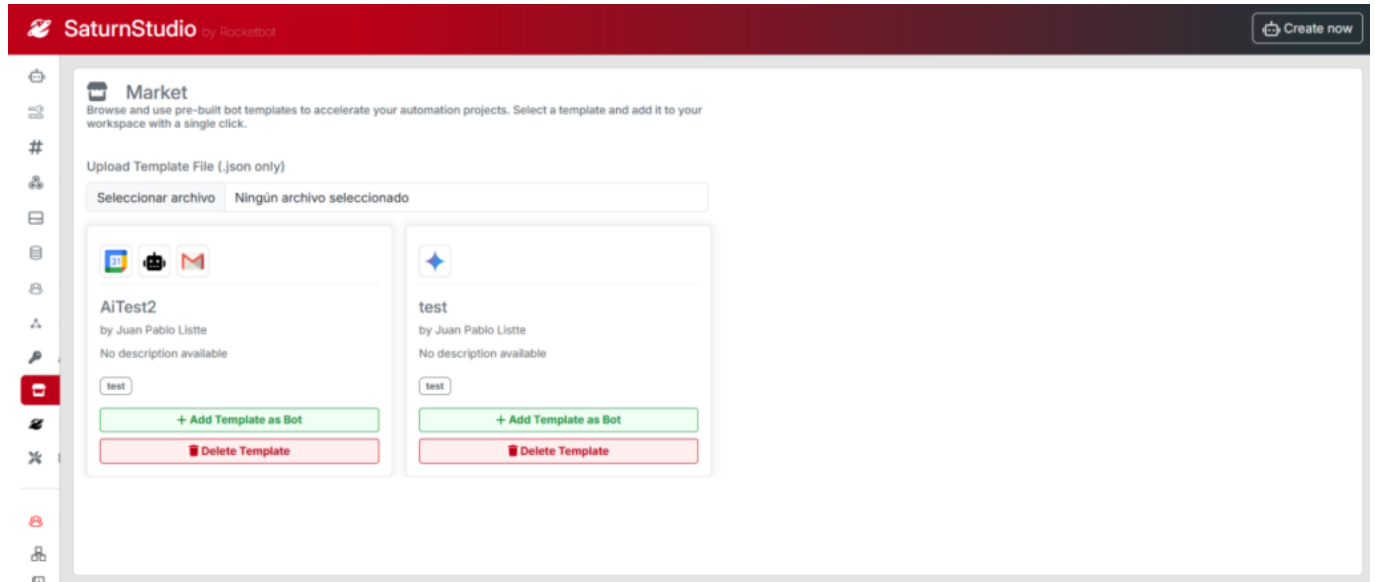 SaturnStudio by Rocketbot
Create now
Market
Browse and use pre-built bot templates to accelerate your automation projects. Select a template and add it to your
workspace with a single click.
Upload Template File (.json only)
Seleccionar archivo Ningún archivo seleccionado
31
AiTest2
by Juan Pablo Listte
No description available
test
+ Add Template as Bot
Delete Template
test
by Juan Pablo Listte
No description available
test
+ Add Template as Bot
Delete Template